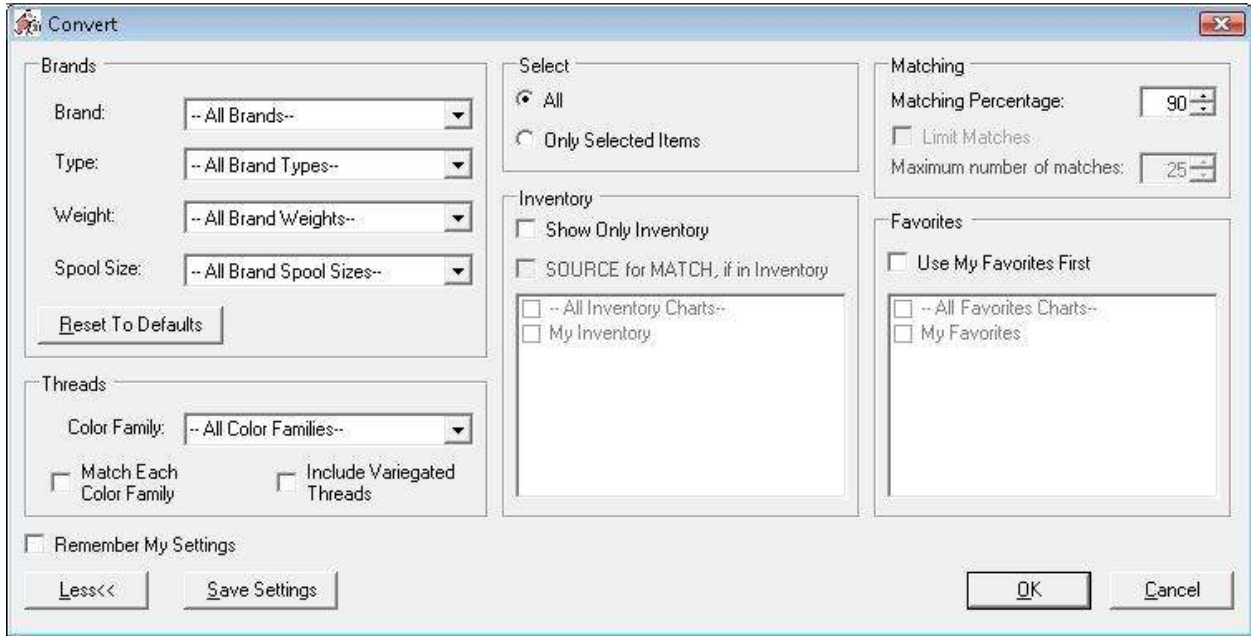 Convert
Brands
Brand:
-- All Brands--
Type:
-- All Brand Types--
Weight:
-- All Brand Weights--
Spool Size:
-- All Brand Spool Sizes--
Reset To Defaults
Threads
Color Family:
-- All Color Families--
Match Each
Color Family
Include Variegated
Threads
Select
All
Only Selected Items
Inventory
Show Only Inventory
SOURCE for MATCH, if in Inventory
-- All Inventory Charts--
My Inventory
Matching
Matching Percentage:
90
Limit Matches
Maximum number of matches:
25
Favorites
Use My Favorites First
-- All Favorites Charts--
My Favorites
Remember My Settings
Less<<
Save Settings
OK
Cancel